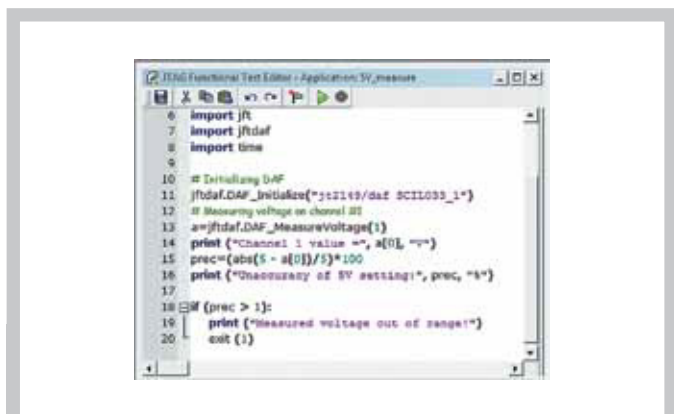 JTAG Functional Test Editor - Application: 5V_measure
6 import jft
7 import jftdaf
8 import time
9
10 # Initializing DAF
11 jftdaf.DAF_Initialize("jt2149/daf SCIL033_1")
12 # Measuring voltage on channel
13 a=jftdaf.DAF_MeasureVoltage(1)
14 print ("Channel 1 value =", a[0], "V")
15 prec=(abs(5 - a[0])/5)*100
16 print ("Unaccuracy of 5V setting:", prec, "%")
17
18 if (prec > 1):
19 print ("Measured voltage out of range!")
20 exit (1)